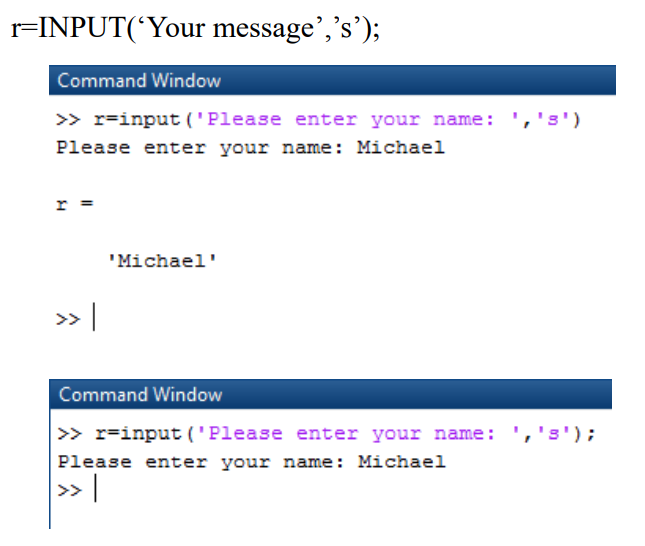 r=INPUT(‘Your message’,’s’);
Command Window
>> r=input('Please enter your name: ','s')
Please enter your name: Michael
r =
'Michael'
>>
Command Window
>> r=input('Please enter your name: ','s');
Please enter your name: Michael
>>